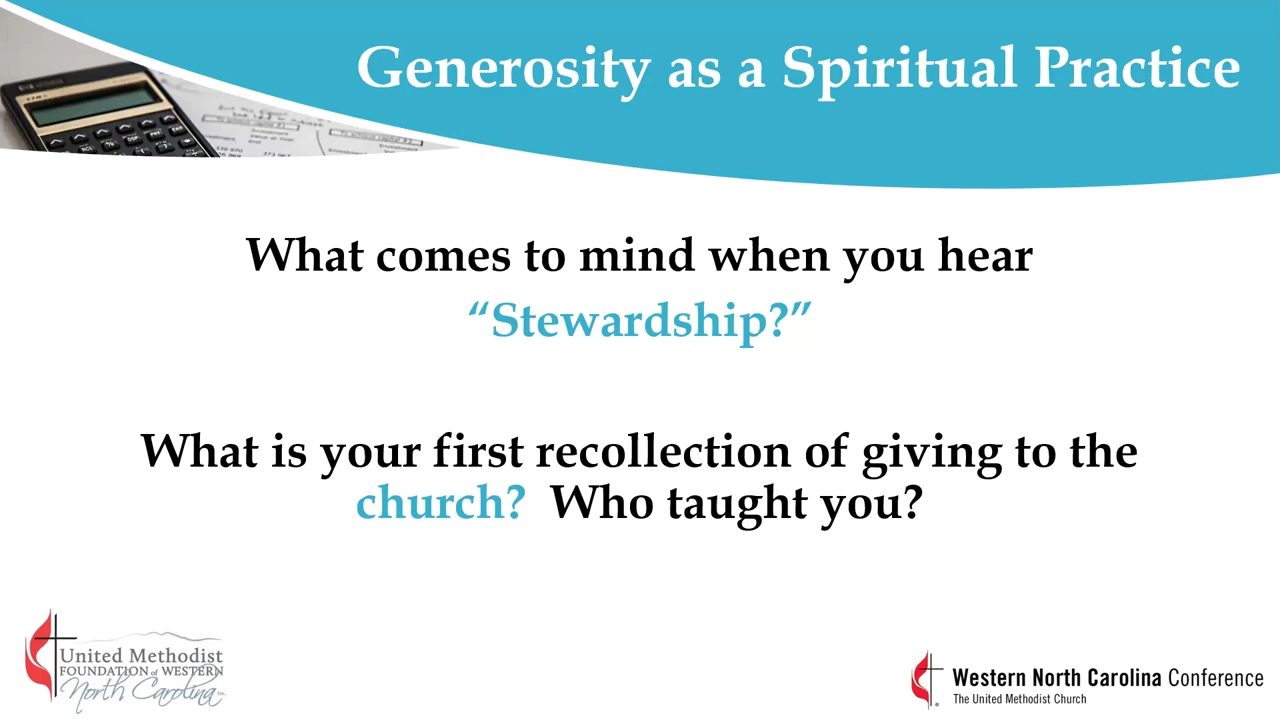 Generosity as a Spiritual Practice
What comes to mind when you hear
“Stewardship?”
What is your first recollection of giving to the
church? Who taught you?
United Methodist
FOUNDATION of WESTERN
North Carolina Inc.
Western North Carolina Conference
The United Methodist Church